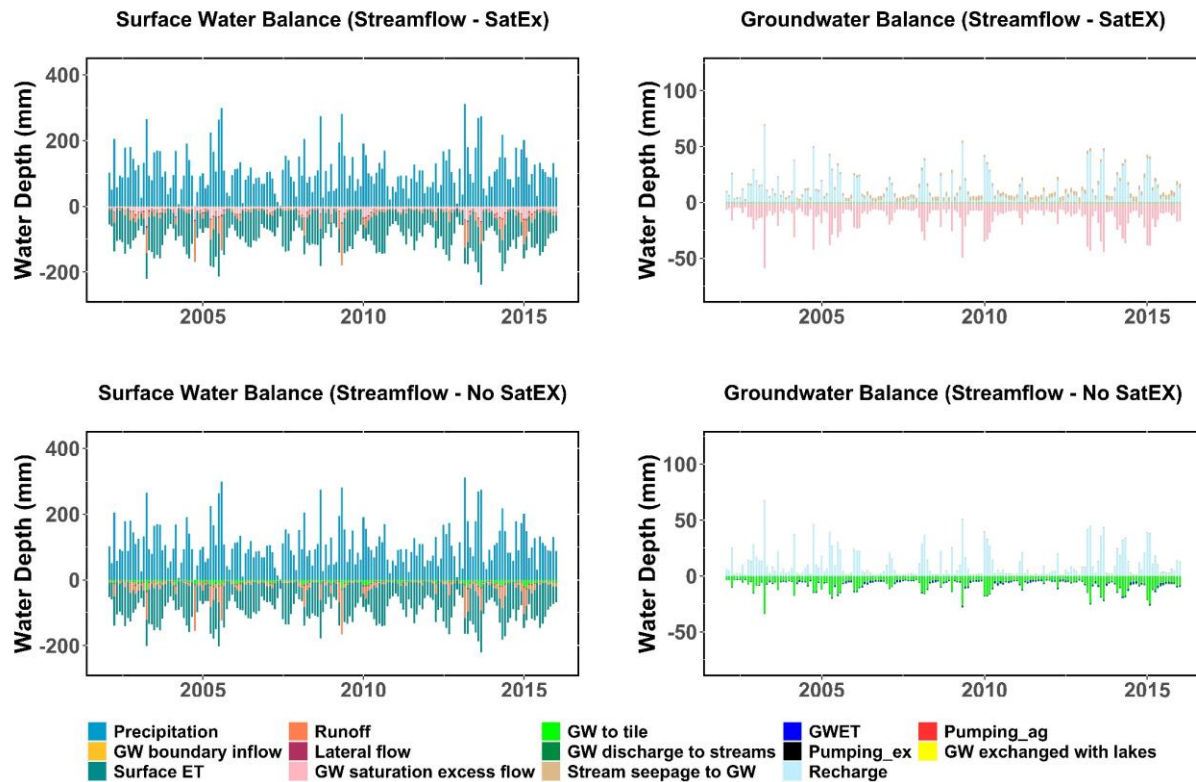 Surface Water Balance (Streamflow - SatEx)
Groundwater Balance (Streamflow - SatEX)
Water Depth (mm)
400
200
0
-200
2005
2010
2015
Water Depth (mm)
100
50
0
-50
2005
2010
2015
Surface Water Balance (Streamflow - No SatEX)
Groundwater Balance (Streamflow - No SatEX)
Water Depth (mm)
400
200
0
-200
2005
2010
2015
Water Depth (mm)
100
50
0
-50
2005
2010
2015
Precipitation
Runoff
GW to tile
GWET
Pumping_ag
GW boundary inflow
Lateral flow
GW discharge to streams
Pumping_ex
GW exchanged with lakes
Surface ET
GW saturation excess flow
Stream seepage to GW
Recharge